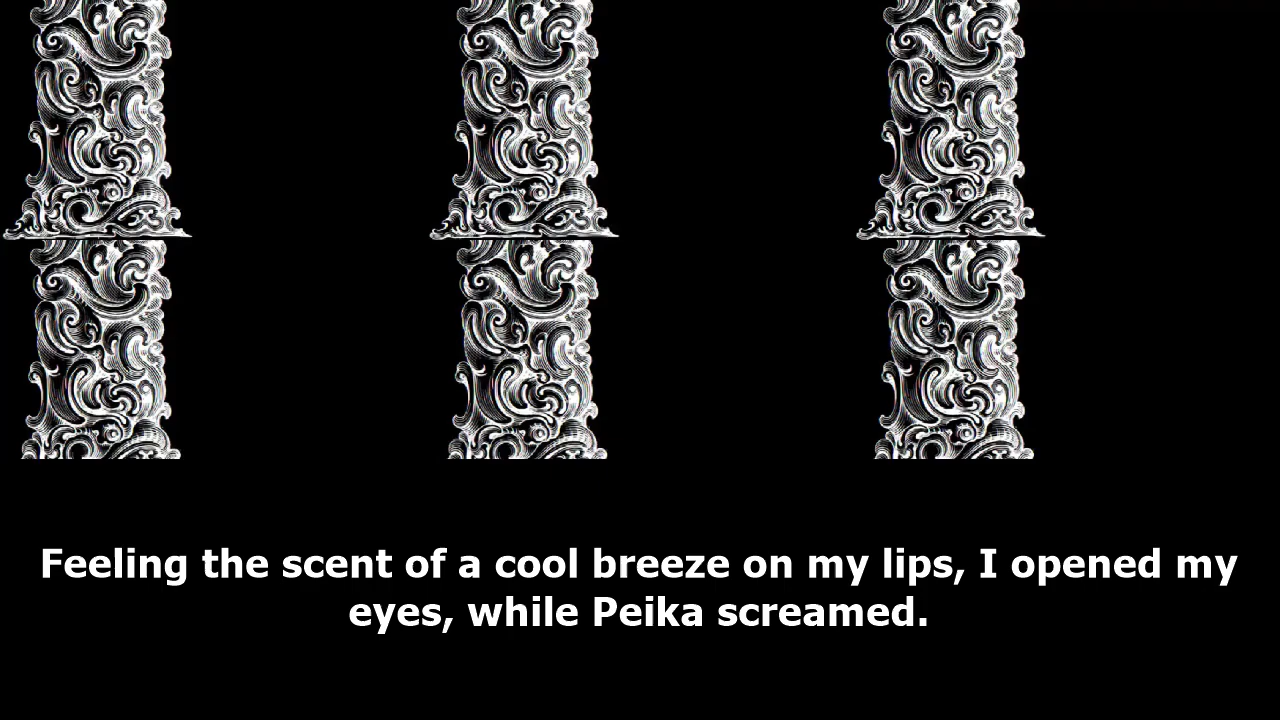 Feeling the scent of a cool breeze on my lips, I opened my
eyes, while Peika screamed.